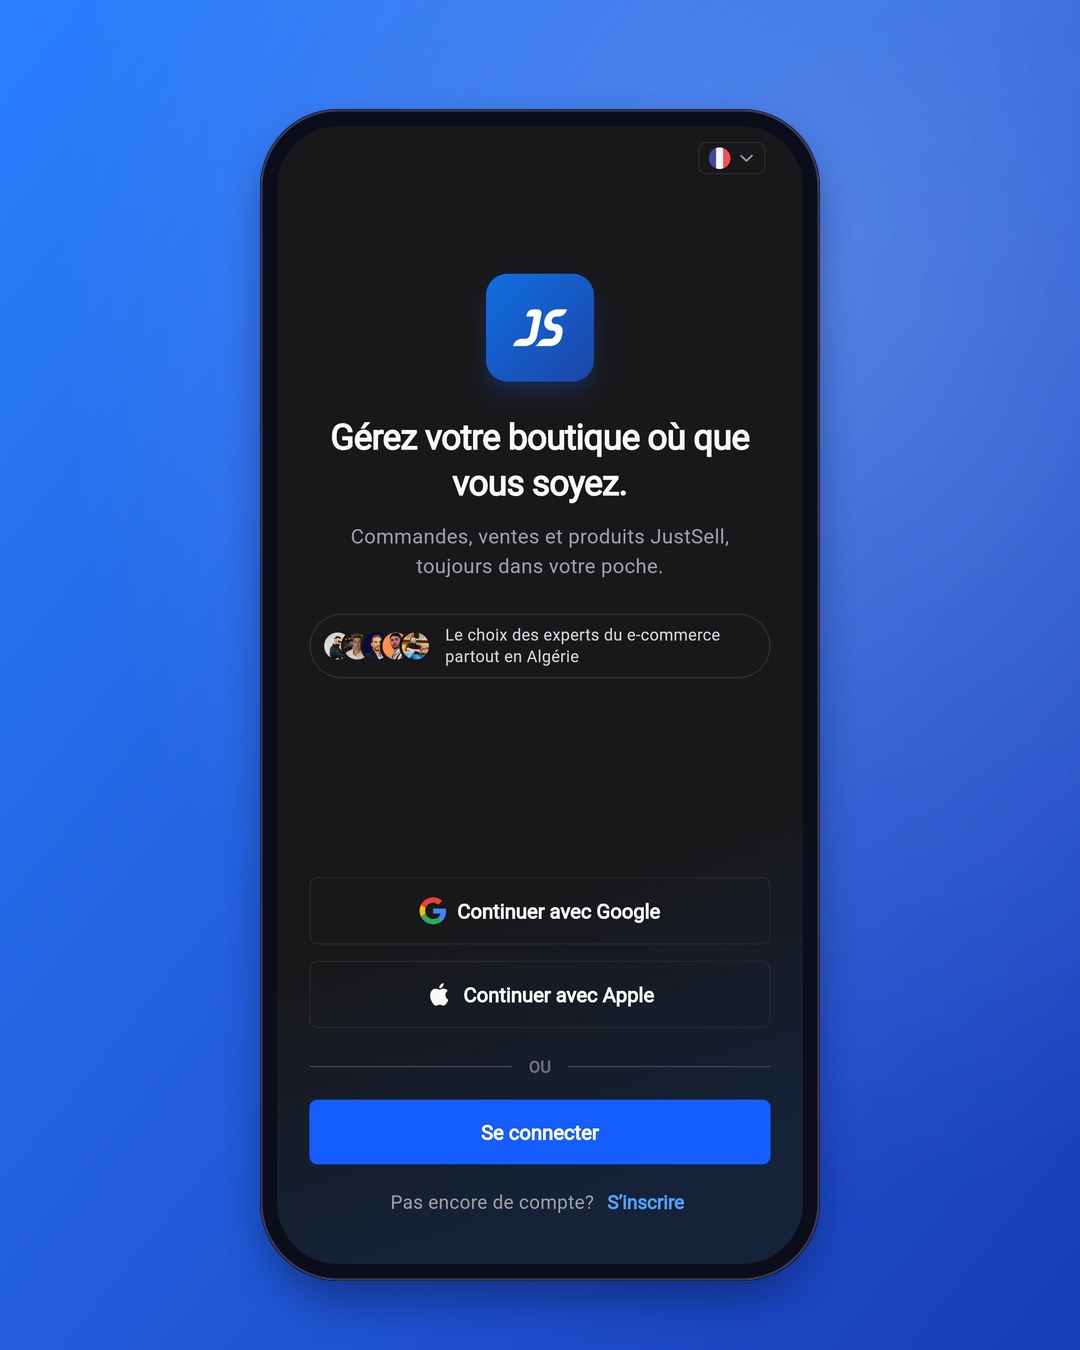 JS
Gérez votre boutique où que
vous soyez.
Commandes, ventes et produits JustSell,
toujours dans votre poche.
Le choix des experts du e-commerce
partout en Algérie
Continuer avec Google
Continuer avec Apple
OU
Se connecter
Pas encore de compte? S’inscrire